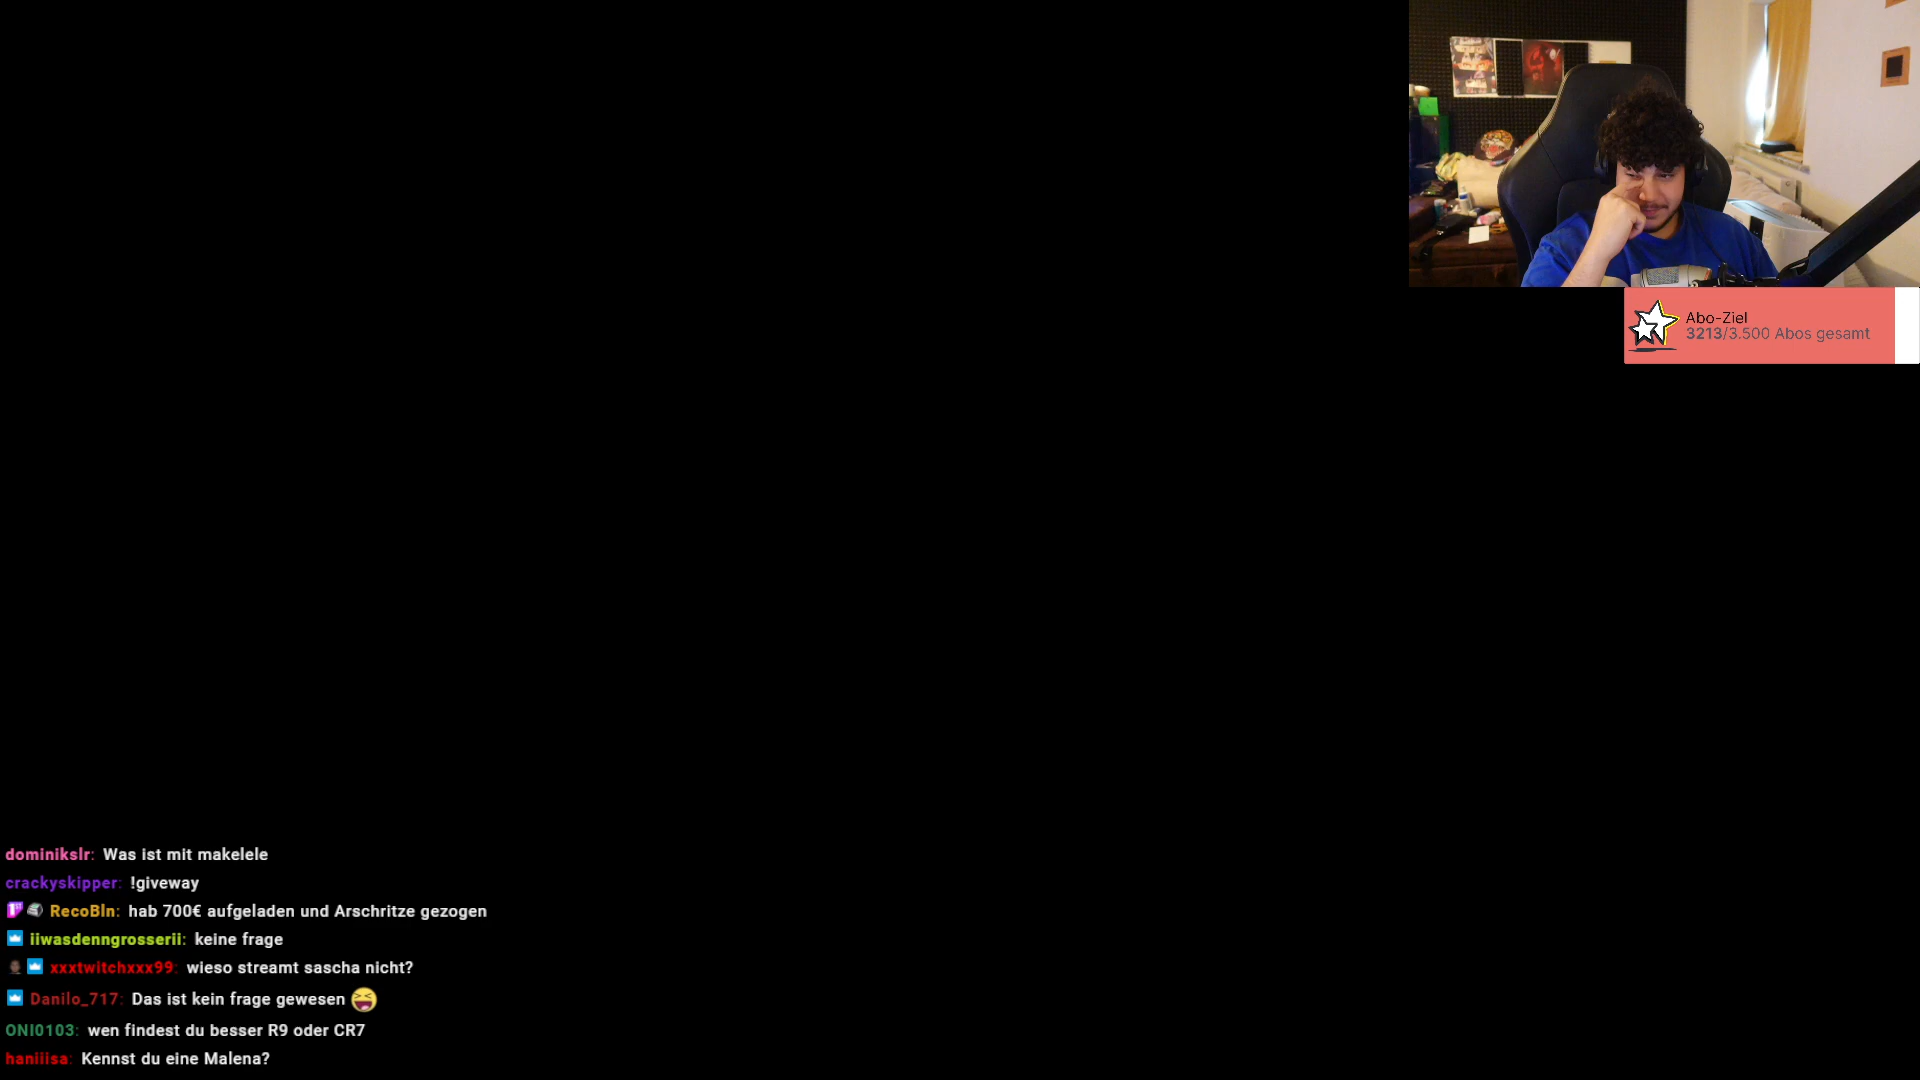 Abo-Ziel
3213/3.500 Abos gesamt
dominikslr: Was ist mit makelele
crackyskipper: !giveway
RecoBln: hab 700€ aufgeladen und Arschritze gezogen
iiwasdenngrosserii: keine frage
xxxtwitchxxx99: wieso streamt sascha nicht?
Danilo_717: Das ist kein frage gewesen
ONI0103: wen findest du besser R9 oder CR7
haniiisa: Kennst du eine Malena?